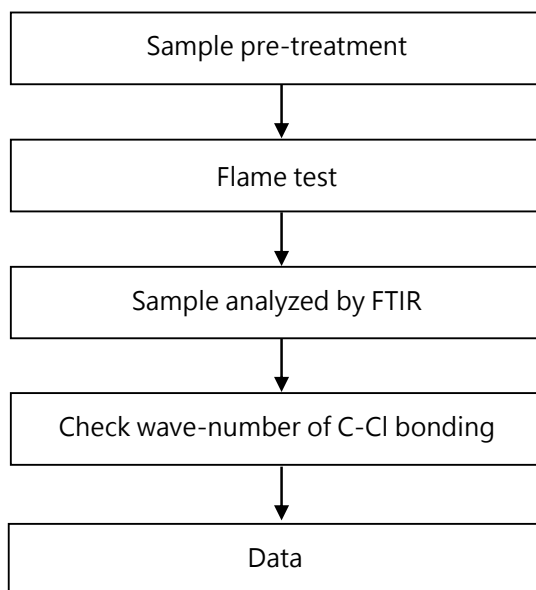 Sample pre-treatment
Flame test
Sample analyzed by FTIR
Check wave-number of C-Cl bonding
Data